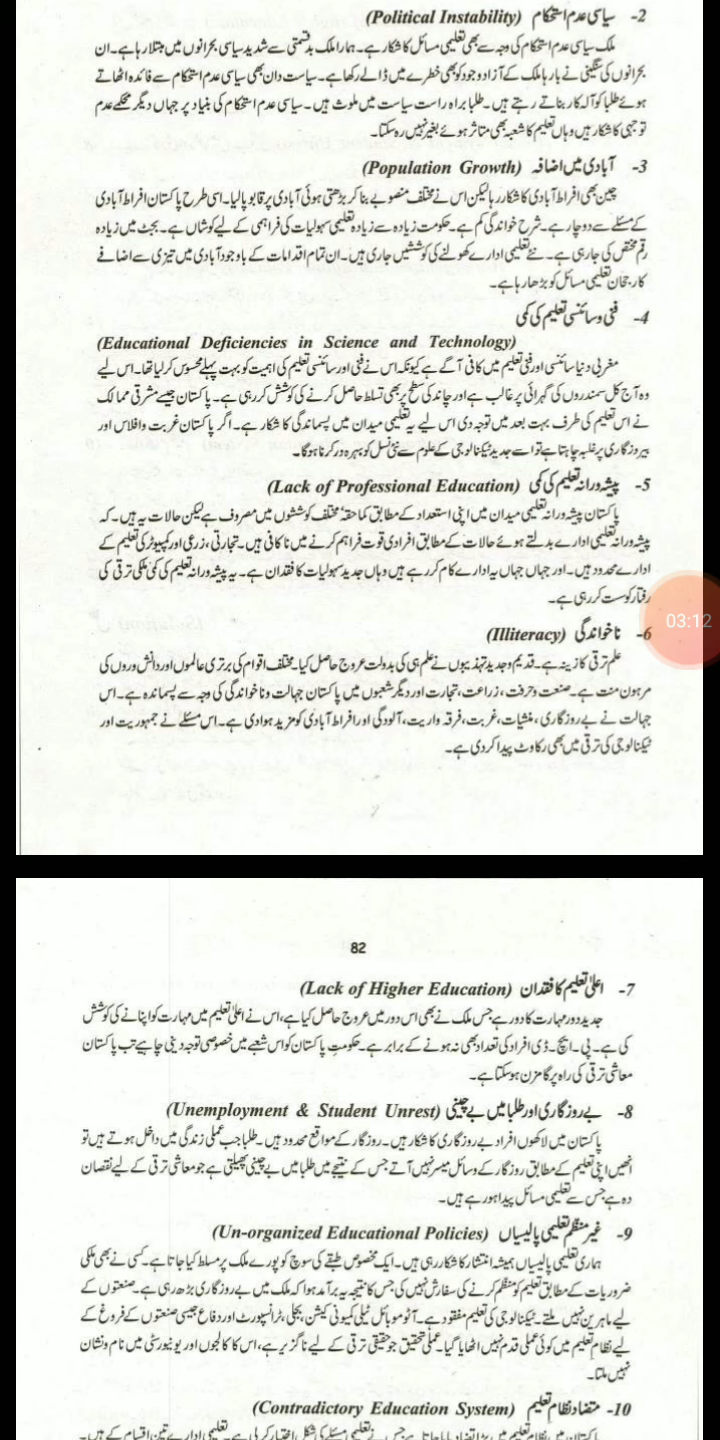 2- سیاسی عدم استحکام (Political Instability)
ملک سیاسی عدم استحکام کی وجہ سے بھی تعلیمی مسائل کا شکار ہے۔ ہمارا ملک بدقسمتی سے شدید سیاسی بحرانوں میں مبتلا رہا ہے۔ ان
بحرانوں کی سنگینی نے بارہا ملک کے آزاد وجود کو بھی خطرے میں ڈالے رکھا ہے۔ سیاست دان بھی سیاسی عدم استحکام سے فائدہ اٹھاتے
ہوئے طلبا کو آلہ کار بناتے رہتے ہیں۔ طلبا براہ راست سیاست میں ملوث ہیں۔ سیاسی عدم استحکام کی بنیاد پر جہاں دیگر محکمے عدم
توجہی کا شکار ہیں وہاں تعلیم کا شعبہ بھی متاثر ہوئے بغیر نہیں رہ سکتا۔
3- آبادی میں اضافہ (Population Growth)
چین بھی افراط آبادی کا شکار رہا لیکن اس نے مختلف منصوبے بنا کر بڑھتی ہوئی آبادی پر قابو پالیا۔ اسی طرح پاکستان افراط آبادی
کے مسئلے سے دوچار ہے۔ شرح خواندگی کم ہے۔ حکومت زیادہ سے زیادہ تعلیمی سہولیات کی فراہمی کے لیے کوشاں ہے۔ بجٹ میں زیادہ
رقم مختص کی جارہی ہے۔ نئے تعلیمی ادارے کھولنے کی کوششیں جاری ہیں۔ ان تمام اقدامات کے باوجود آبادی میں تیزی سے اضافے
کا رجحان تعلیمی مسائل کو بڑھا رہا ہے۔
4- فنی و سائنسی تعلیم کی کمی
(Educational Deficiencies in Science and Technology)
مغربی دنیا سائنسی اور فنی تعلیم میں کافی آگے ہے کیونکہ اس نے فنی اور سائنسی تعلیم کی اہمیت کو بہت پہلے محسوس کر لیا تھا۔ اس لیے
وہ آج کل سمندروں کی گہرائی پر غالب ہے اور چاند کی سطح پر بھی تسلط حاصل کرنے کی کوشش کر رہی ہے۔ پاکستان جیسے مشرقی ممالک
نے اس تعلیم کی طرف بہت بعد میں توجہ دی اس لیے یہ تعلیمی میدان میں پسماندگی کا شکار ہے۔ اگر پاکستان غربت و افلاس اور
بیروزگاری پر غلبہ چاہتا ہے تو اسے جدید ٹیکنالوجی کے علوم سے نئی نسل کو بہرہ ور کرنا ہوگا۔
5- پیشہ ورانہ تعلیم کی کمی (Lack of Professional Education)
پاکستان پیشہ ورانہ تعلیمی میدان میں اپنی استعداد کے مطابق کماحقہ مختلف کوششوں میں مصروف ہے لیکن حالات یہ ہیں۔ کہ
پیشہ ورانہ تعلیمی ادارے بدلتے ہوئے حالات کے مطابق افرادی قوت فراہم کرنے میں ناکافی ہیں۔ تجارتی، زرعی اور کمپیوٹر کی تعلیم کے
ادارے محدود ہیں۔ اور جہاں جہاں یہ ادارے کام کر رہے ہیں وہاں جدید سہولیات کا فقدان ہے۔ یہ پیشہ ورانہ تعلیم کی کمی ملکی ترقی کی
رفتار کو ست کر رہی ہے۔
03:12
6- ناخواندگی (Illiteracy)
علم ترقی کا زینہ ہے۔ قدیم و جدید تہذیبوں نے علم ہی کی بدولت عروج حاصل کیا۔ مختلف اقوام کی برتری عالموں اور دانش وروں کی
مرہون منت ہے۔ صنعت و حرفت، زراعت، تجارت اور دیگر شعبوں میں پاکستان جہالت و ناخواندگی کی وجہ سے پسماندہ ہے۔ اس
جہالت نے بے روزگاری، منشیات، غربت، فرقہ واریت، آلودگی اور افراط آبادی کو مزید ہوا دی ہے۔ اس مسئلے نے جمہوریت اور
ٹیکنالوجی کی ترقی میں بھی رکاوٹ پیدا کر دی ہے۔
82
7- اعلیٰ تعلیم کا فقدان (Lack of Higher Education)
جدید دور مہارت کا دور ہے جس ملک نے بھی اس دور میں عروج حاصل کیا ہے، اس نے اعلیٰ تعلیم میں مہارت کو اپنانے کی کوشش
کی ہے۔ پی۔ ایچ۔ ڈی افراد کی تعداد بھی نہ ہونے کے برابر ہے۔ حکومت پاکستان کو اس شعبے میں خصوصی توجہ دینی چاہیے تب پاکستان
معاشی ترقی کی راہ پر گامزن ہو سکتا ہے۔
8- بے روزگاری اور طلبا میں بے چینی (Unemployment & Student Unrest)
پاکستان میں لاکھوں افراد بے روزگاری کا شکار ہیں۔ روزگار کے مواقع محدود ہیں۔ طلبا جب عملی زندگی میں داخل ہوتے ہیں تو
انھیں اپنی تعلیم کے مطابق روزگار کے وسائل میسر نہیں آتے جس کے نتیجے میں طلبا میں بے چینی پھیلتی ہے جو معاشی ترقی کے لیے نقصان
دہ ہے جس سے تعلیمی مسائل پیدا ہو رہے ہیں۔
9- غیر منظم تعلیمی پالیسیاں (Un-organized Educational Policies)
ہماری تعلیمی پالیسیاں ہمیشہ انتشار کا شکار رہی ہیں۔ ایک مخصوص طبقے کی سوچ کو پورے ملک پر مسلط کیا جاتا ہے۔ کسی نے بھی ملکی
ضروریات کے مطابق تعلیم کو منظم کرنے کی سفارش نہیں کی جس کا نتیجہ یہ برآمد ہوا کہ ملک میں بے روزگاری بڑھ رہی ہے۔ صنعتوں کے
لیے ماہرین نہیں ملتے۔ ٹیکنالوجی کی تعلیم مفقود ہے۔ آٹو موبائل ٹیلی کمیونی کیشن، بجلی، ٹرانسپورٹ اور دفاع جیسی صنعتوں کے فروغ کے
لیے نظام تعلیم میں کوئی عملی قدم نہیں اٹھایا گیا۔ عملی تحقیق جو حقیقی ترقی کے لیے ناگزیر ہے، اس کا کالجوں اور یونیورسٹی میں نام و نشان
نہیں ملتا۔
10- متضاد نظام تعلیم (Contradictory Education System)